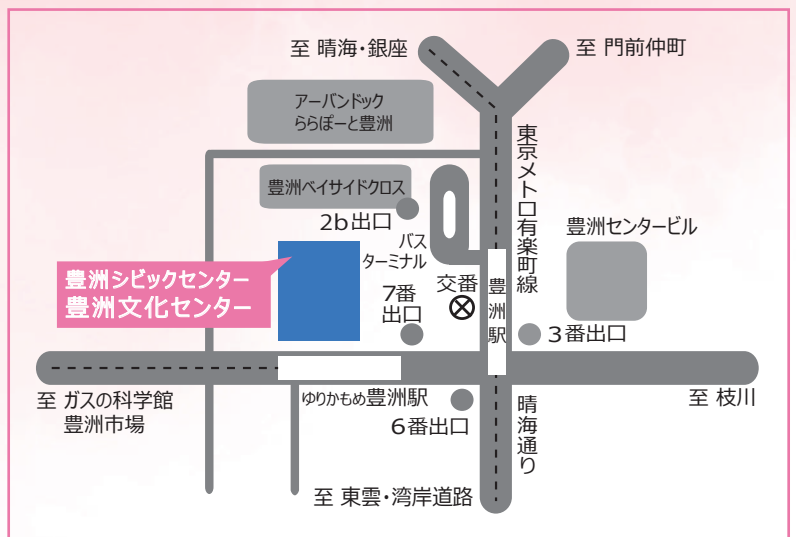 至 晴海・銀座
至 門前仲町
アーバンドック
ららぽーと豊洲
東京メトロ有楽町線
豊洲ベイサイドクロス
2b出口
バス
ターミナル
豊洲センタービル
豊洲シビックセンター
豊洲文化センター
7番
出口
交番
豊洲駅
3番出口
至 ガスの科学館
豊洲市場
ゆりかもめ豊洲駅
6番出口
晴海通り
至 枝川
至 東雲・湾岸道路